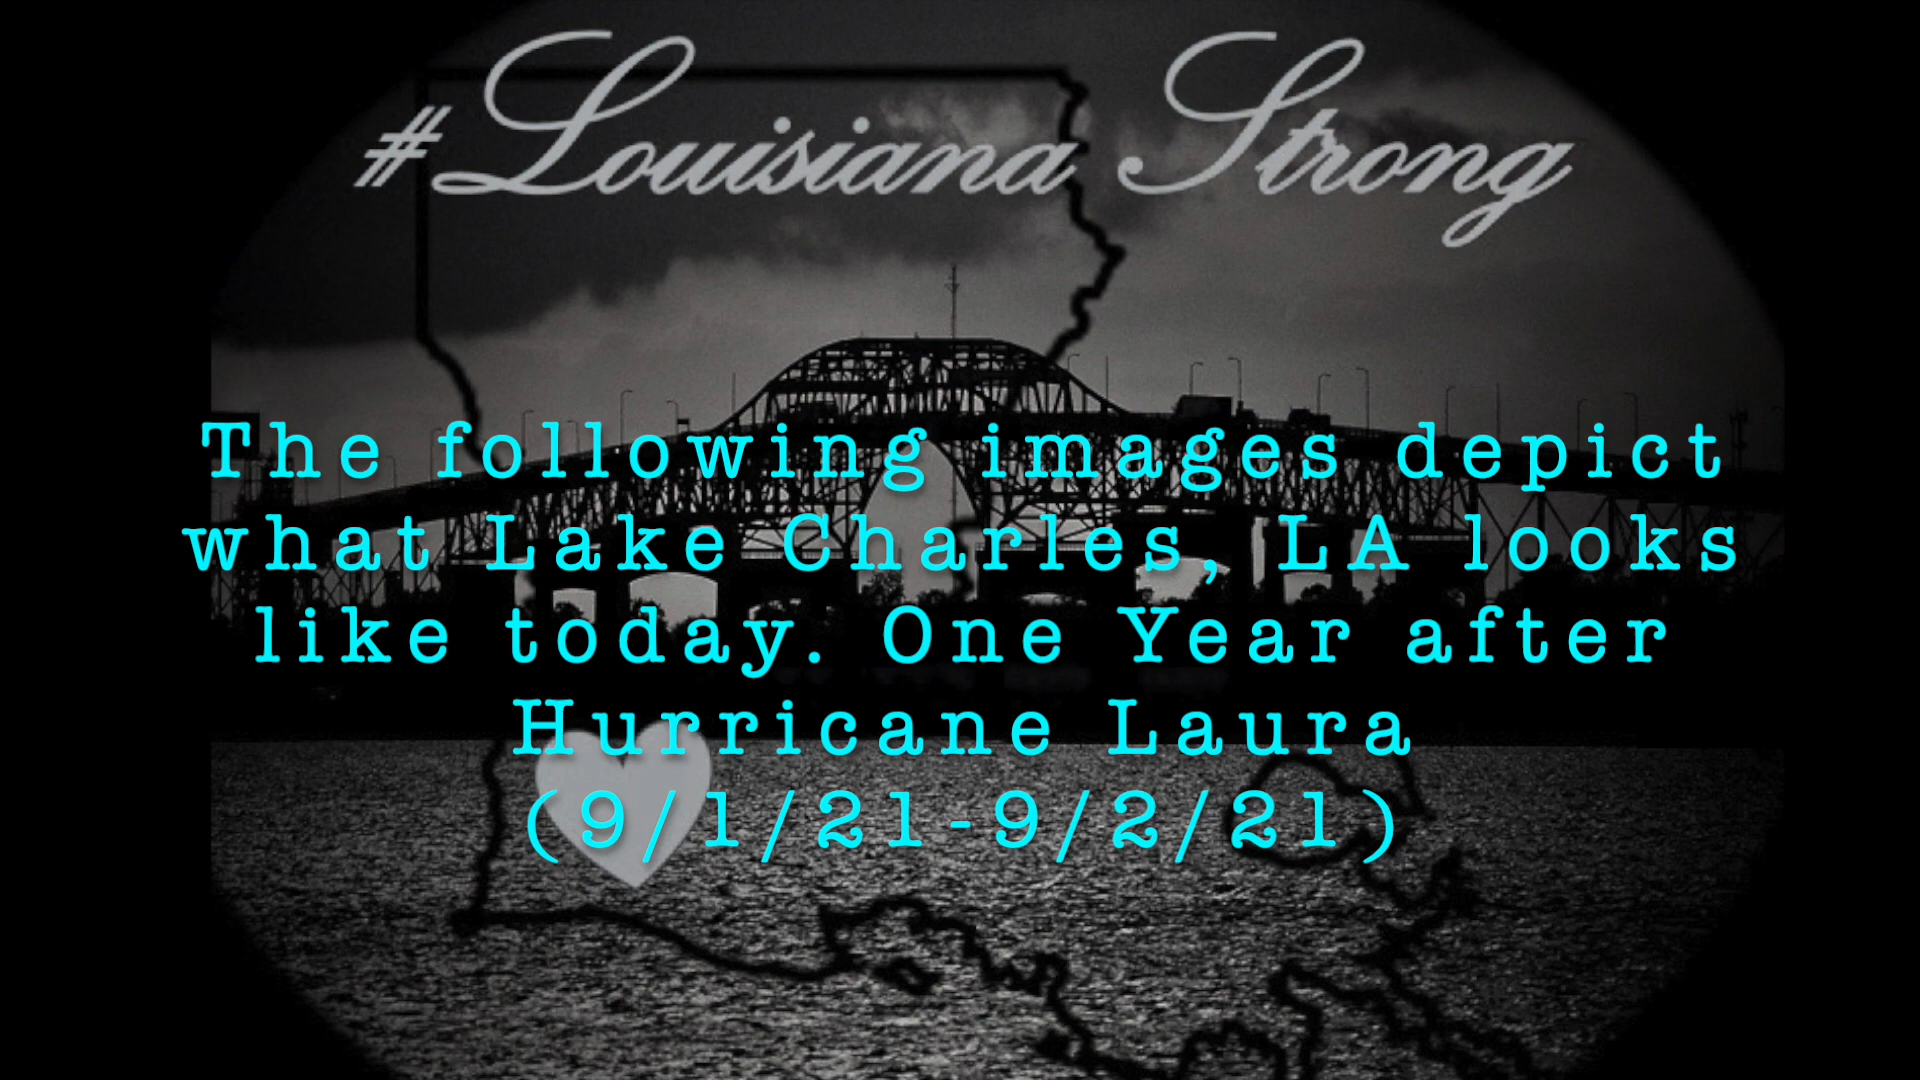 #Louisiana Strong
The following images depict
what Lake Charles, LA looks
like today. One Year after
Hurricane Laura
(9/1/21-9/2/21)